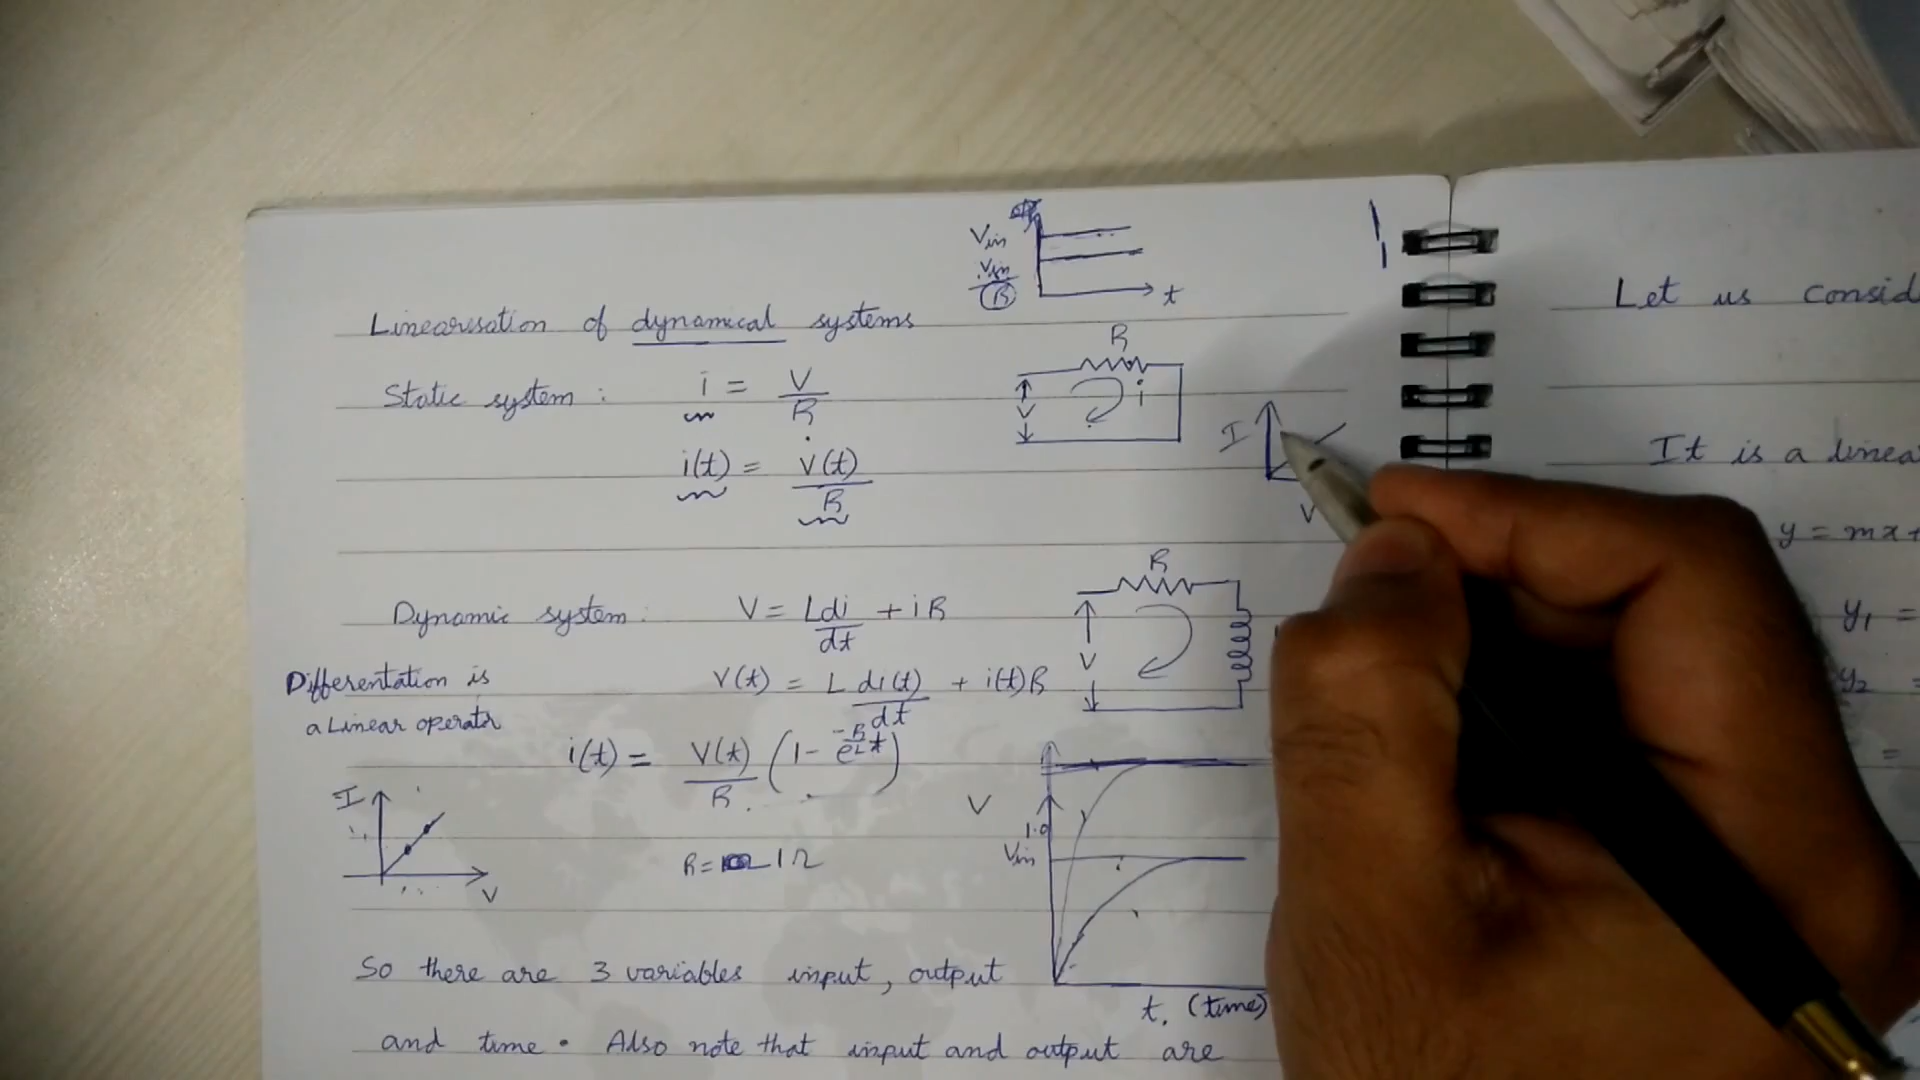 Vin
Vin
R
t
Linearisation of dynamical systems
R
V
i
Static system : i = V/R
I
V
i(t) = V(t)/R
R
V
Dynamic system: V = Ldi/dt + iR
Differentation is
a Linear operator
V(t) = L di(t)/dt + i(t)R
i(t) = V(t)/R (1- e^-R/L t)
I
V
R= 1Ω
V
1.0
Vin
t. (time)
So there are 3 variables input, output
and time. Also note that input and output are
Let us consid
It is a linea
y = mx+
y1 =
y2 =
=